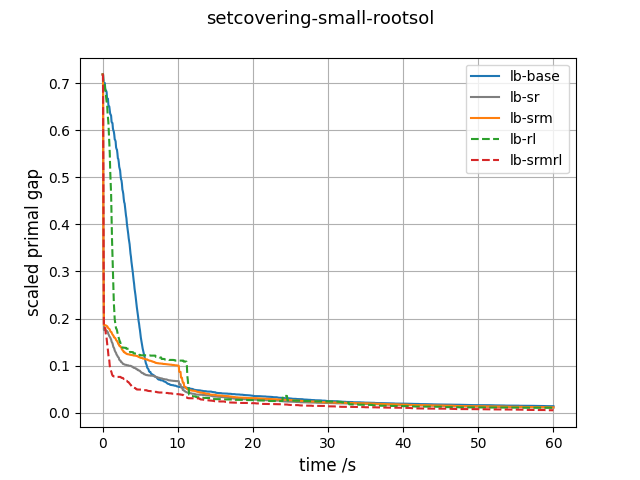 setcovering-small-rootsol
scaled primal gap
0.7
0.6
0.5
0.4
0.3
0.2
0.1
0.0
0
10
20
30
40
50
60
time /s
lb-base
lb-sr
lb-srm
lb-rl
lb-srmrl